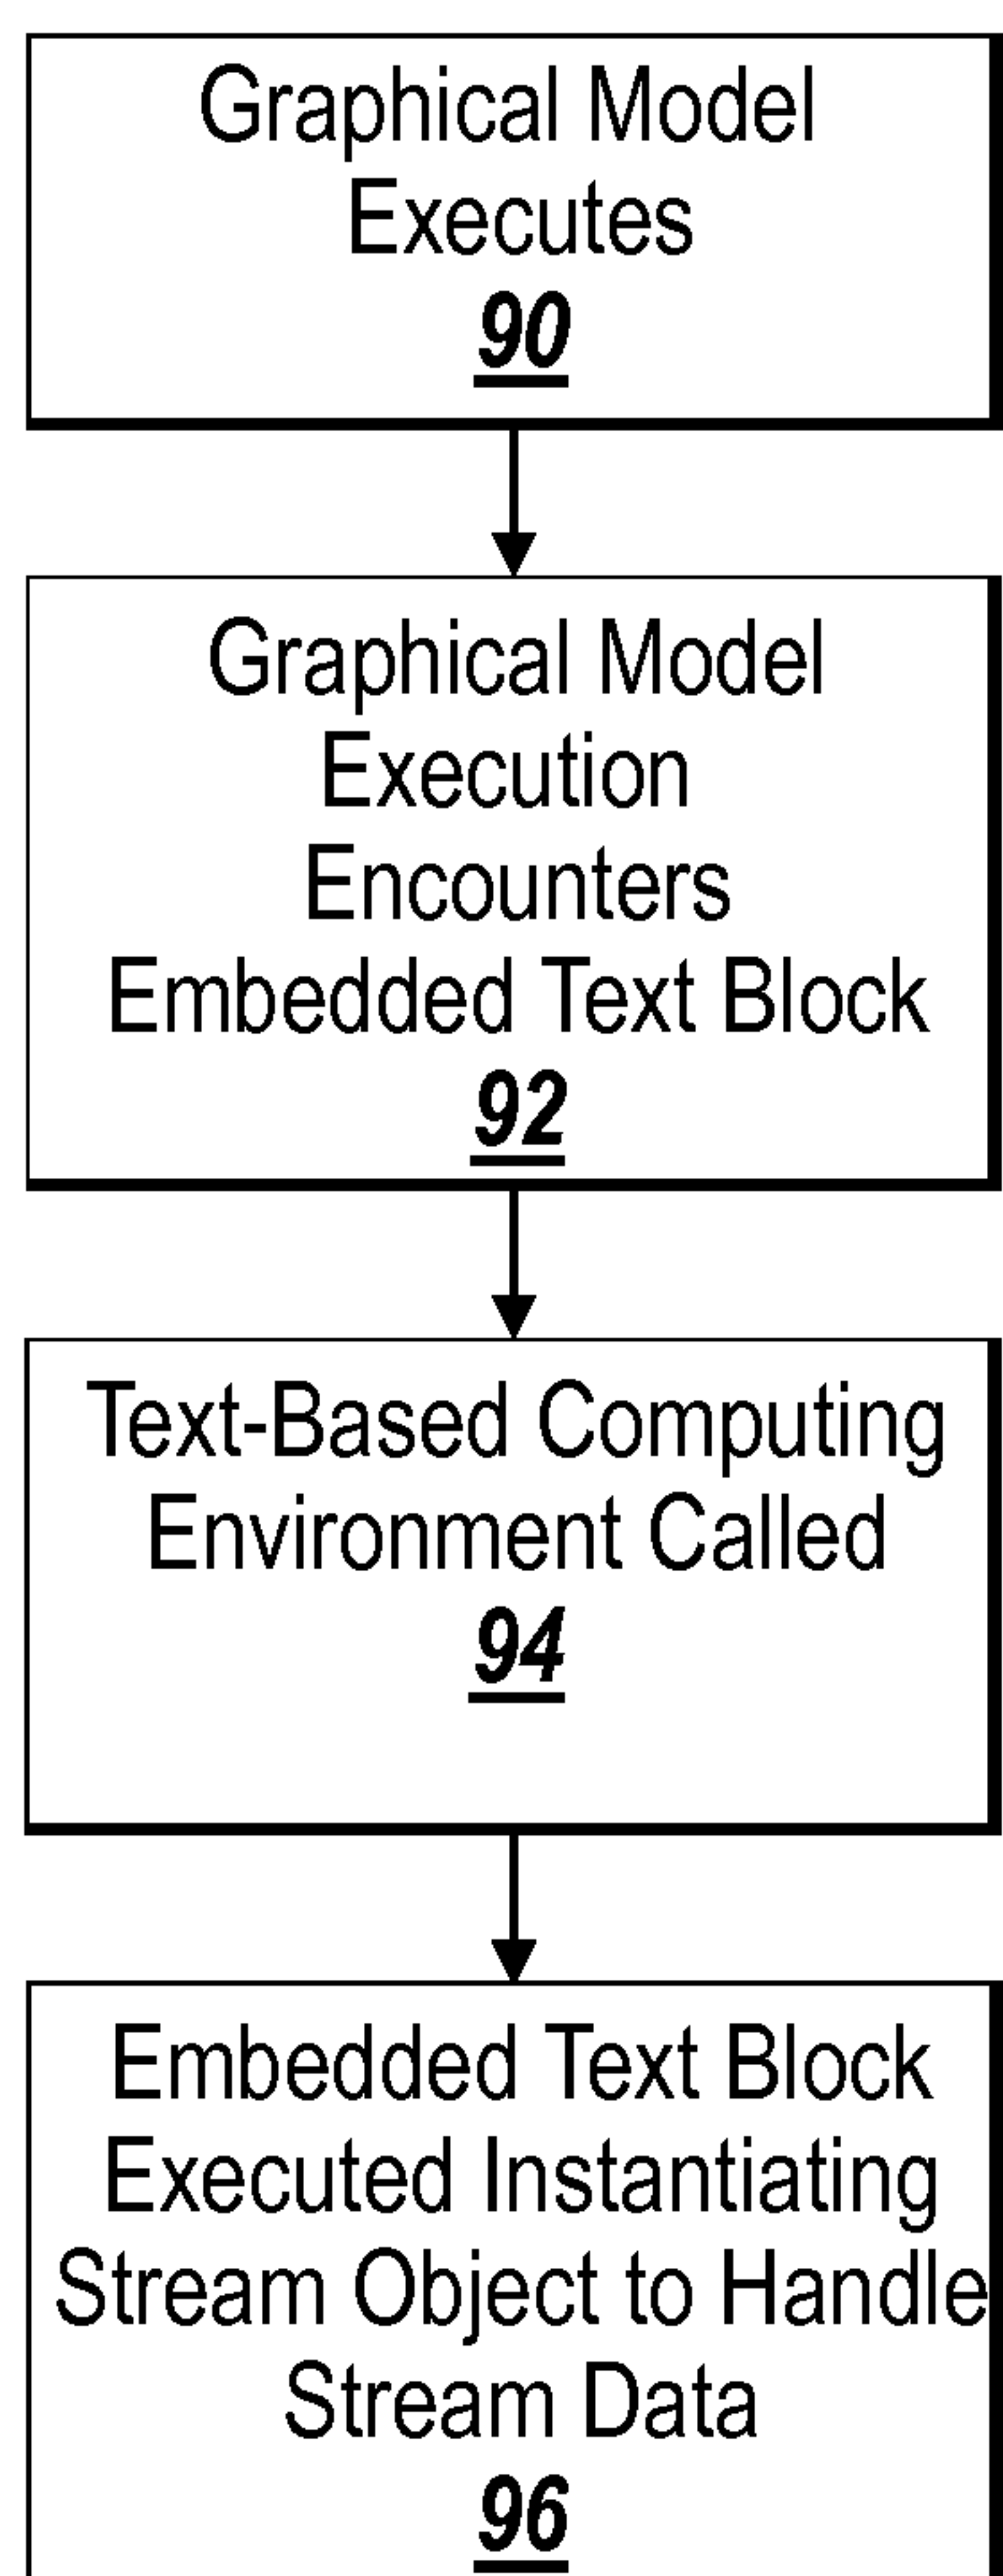 Graphical Model
Executes
90
Graphical Model
Execution
Encounters
Embedded Text Block
92
Text-Based Computing
Environment Called
94
Embedded Text Block
Executed Instantiating
Stream Object to Handle
Stream Data
96